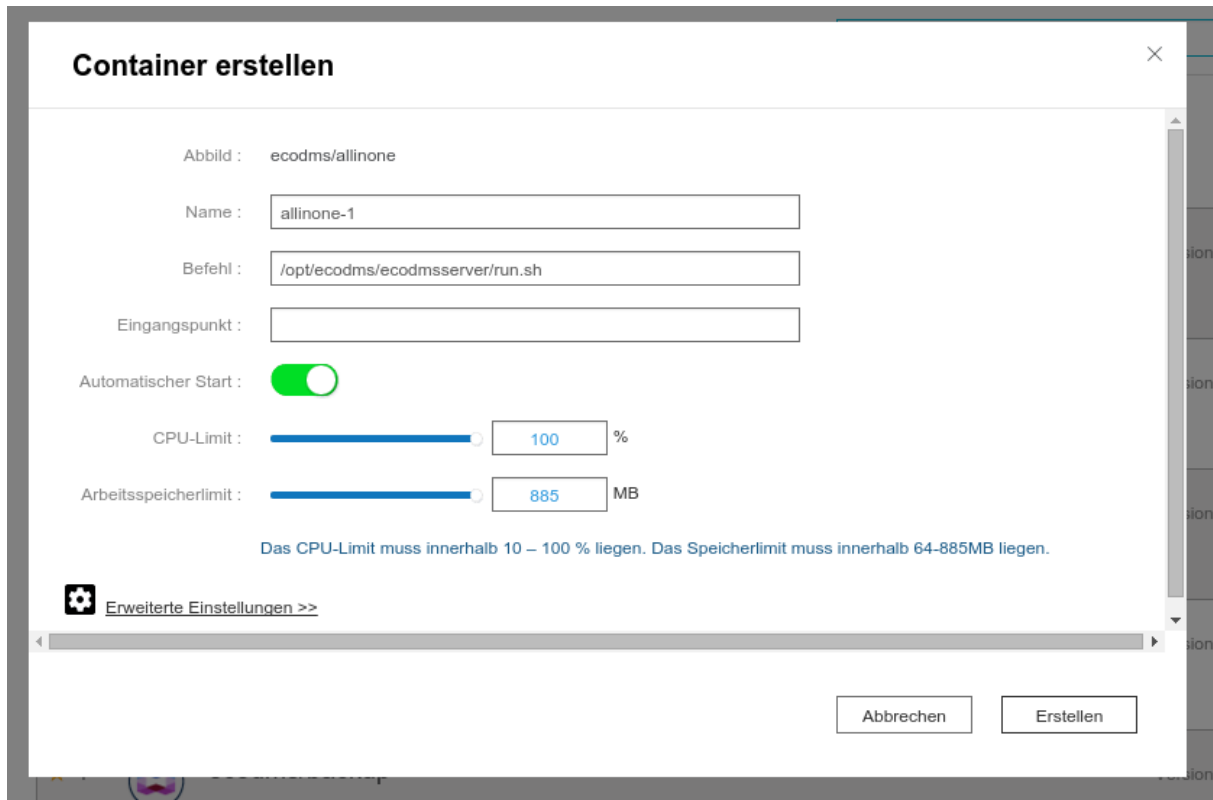 Container erstellen
Abbild : ecodms/allinone
Name : allinone-1
Befehl : /opt/ecodms/ecodmsserver/run.sh
Eingangspunkt :
Automatischer Start :
CPU-Limit : 100 %
Arbeitsspeicherlimit : 885 MB
Das CPU-Limit muss innerhalb 10 – 100 % liegen. Das Speicherlimit muss innerhalb 64-885MB liegen.
Erweiterte Einstellungen >>
Abbrechen Erstellen